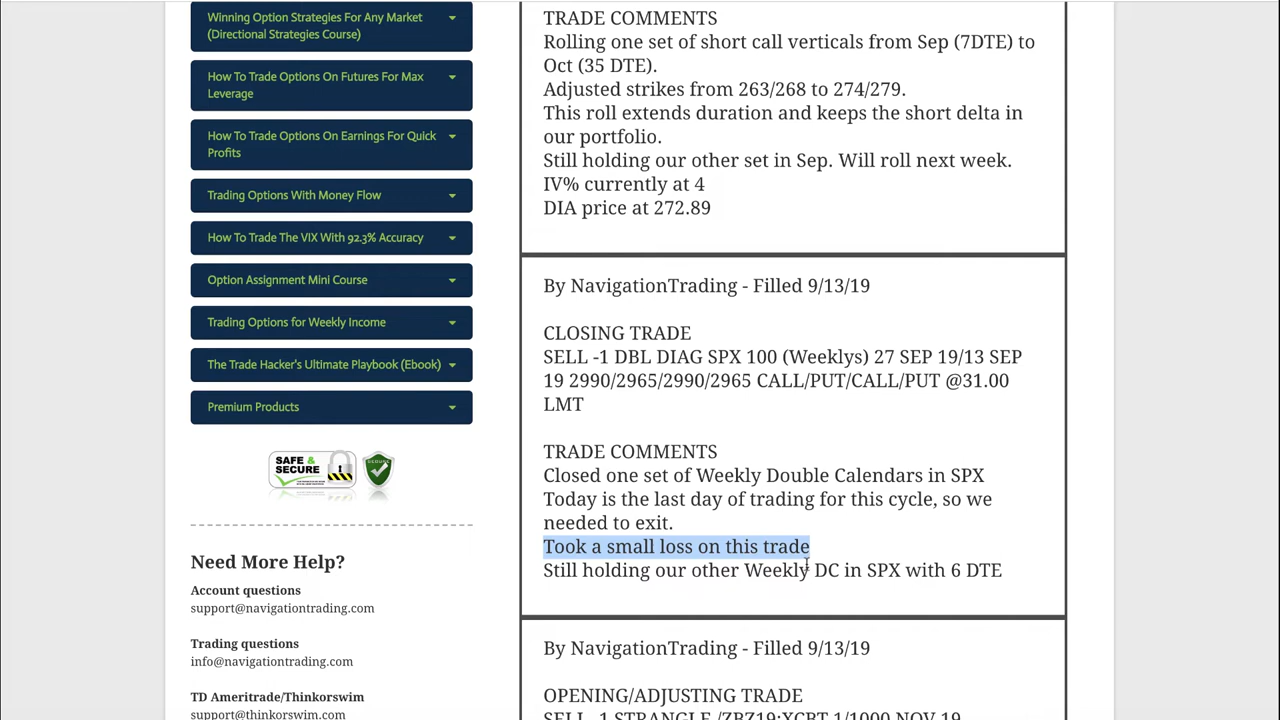 Winning Option Strategies For Any Market
(Directional Strategies Course)
How To Trade Options On Futures For Max
Leverage
How To Trade Options On Earnings For Quick
Profits
Trading Options With Money Flow
How To Trade The VIX With 92.3% Accuracy
Option Assignment Mini Course
Trading Options for Weekly Income
The Trade Hacker's Ultimate Playbook (Ebook)
Premium Products
SAFE &
SECURE
SECURE
Need More Help?
Account questions
support@navigationtrading.com
Trading questions
info@navigationtrading.com
TD Ameritrade/Thinkorswim
support@thinkorswim.com
TRADE COMMENTS
Rolling one set of short call verticals from Sep (7DTE) to
Oct (35 DTE).
Adjusted strikes from 263/268 to 274/279.
This roll extends duration and keeps the short delta in
our portfolio.
Still holding our other set in Sep. Will roll next week.
IV% currently at 4
DIA price at 272.89
By NavigationTrading - Filled 9/13/19
CLOSING TRADE
SELL -1 DBL DIAG SPX 100 (Weeklys) 27 SEP 19/13 SEP
19 2990/2965/2990/2965 CALL/PUT/CALL/PUT @31.00
LMT
TRADE COMMENTS
Closed one set of Weekly Double Calendars in SPX
Today is the last day of trading for this cycle, so we
needed to exit.
Took a small loss on this trade
Still holding our other Weekly DC in SPX with 6 DTE
By NavigationTrading - Filled 9/13/19
OPENING/ADJUSTING TRADE
SELL -1 STRANGLE /ZBZ19:XCBT 1/1000 NOV 19